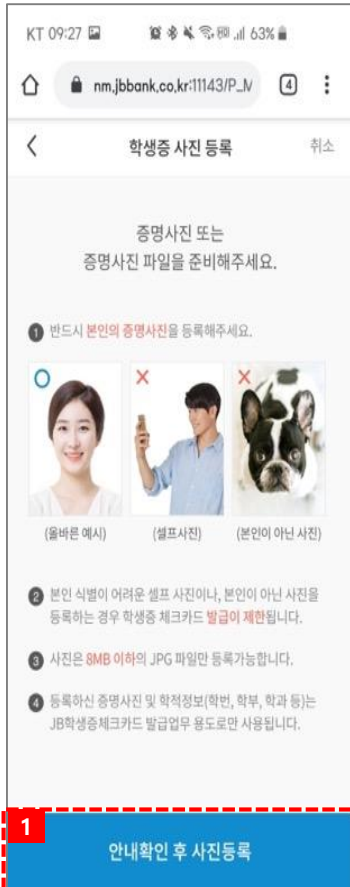 KT 09:27 63%
nm.jbbank.co.kr:11143/P_M 4
학생증 사진 등록 취소
증명사진 또는
증명사진 파일을 준비해주세요.
1 반드시 본인의 증명사진을 등록해주세요.
(올바른 예시) (셀프사진) (본인이 아닌 사진)
2 본인 식별이 어려운 셀프 사진이나, 본인이 아닌 사진을
등록하는 경우 학생증 체크카드 발급이 제한됩니다.
3 사진은 8MB 이하의 JPG 파일만 등록가능합니다.
4 등록하신 증명사진 및 학적정보(학번, 학부, 학과 등)는
JB학생증체크카드 발급업무 용도로만 사용됩니다.
1
안내확인 후 사진등록